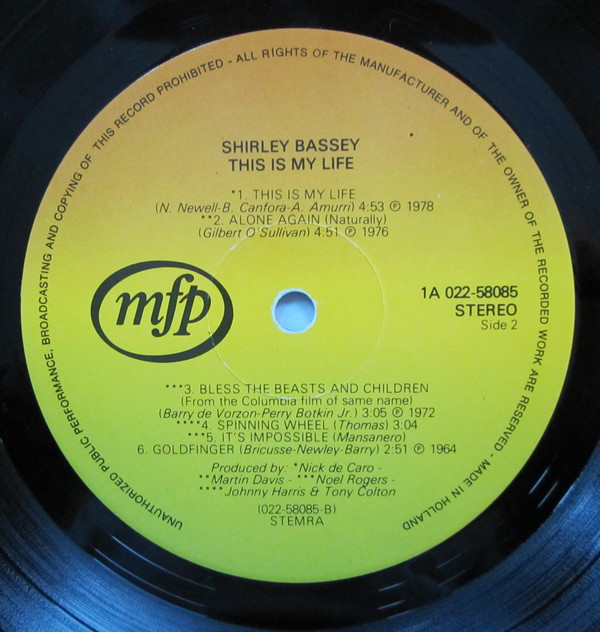 UNAUTHORIZED PUBLIC PERFORMANCE, BROADCASTING AND COPYING OF THIS RECORD PROHIBITED - ALL RIGHTS OF THE MANUFACTURER AND OF THE OWNER OF THE RECORDED WORK ARE RESERVED - MADE IN HOLLAND
SHIRLEY BASSEY
THIS IS MY LIFE
*1. THIS IS MY LIFE
(N. Newell-B. Canfora-A. Amurri) 4:53 ℗ 1978
**2. ALONE AGAIN (Naturally)
(Gilbert O'Sullivan) 4:51 ℗ 1976
mfp
1A 022-58085
STEREO
Side 2
***3. BLESS THE BEASTS AND CHILDREN
(From the Columbia film of same name)
(Barry de Vorzon-Perry Botkin Jr.) 3:05 ℗ 1972
****4. SPINNING WHEEL (Thomas) 3:04
***5. IT'S IMPOSSIBLE (Mansanero)
6. GOLDFINGER (Bricusse-Newley-Barry) 2:51 ℗ 1964
Produced by: *Nick de Caro -
**Martin Davis - ***Noel Rogers -
****Johnny Harris & Tony Colton
(022-58085-B)
STEMRA